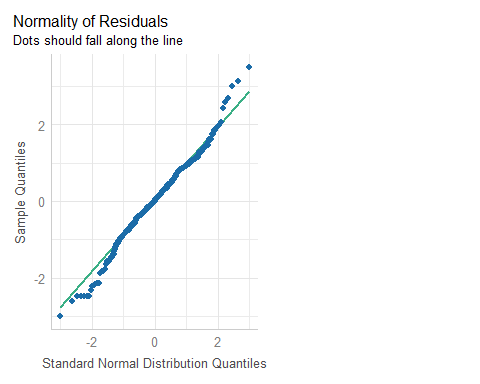 Normality of Residuals
Dots should fall along the line
Sample Quantiles
2
0
-2
-2
0
2
Standard Normal Distribution Quantiles